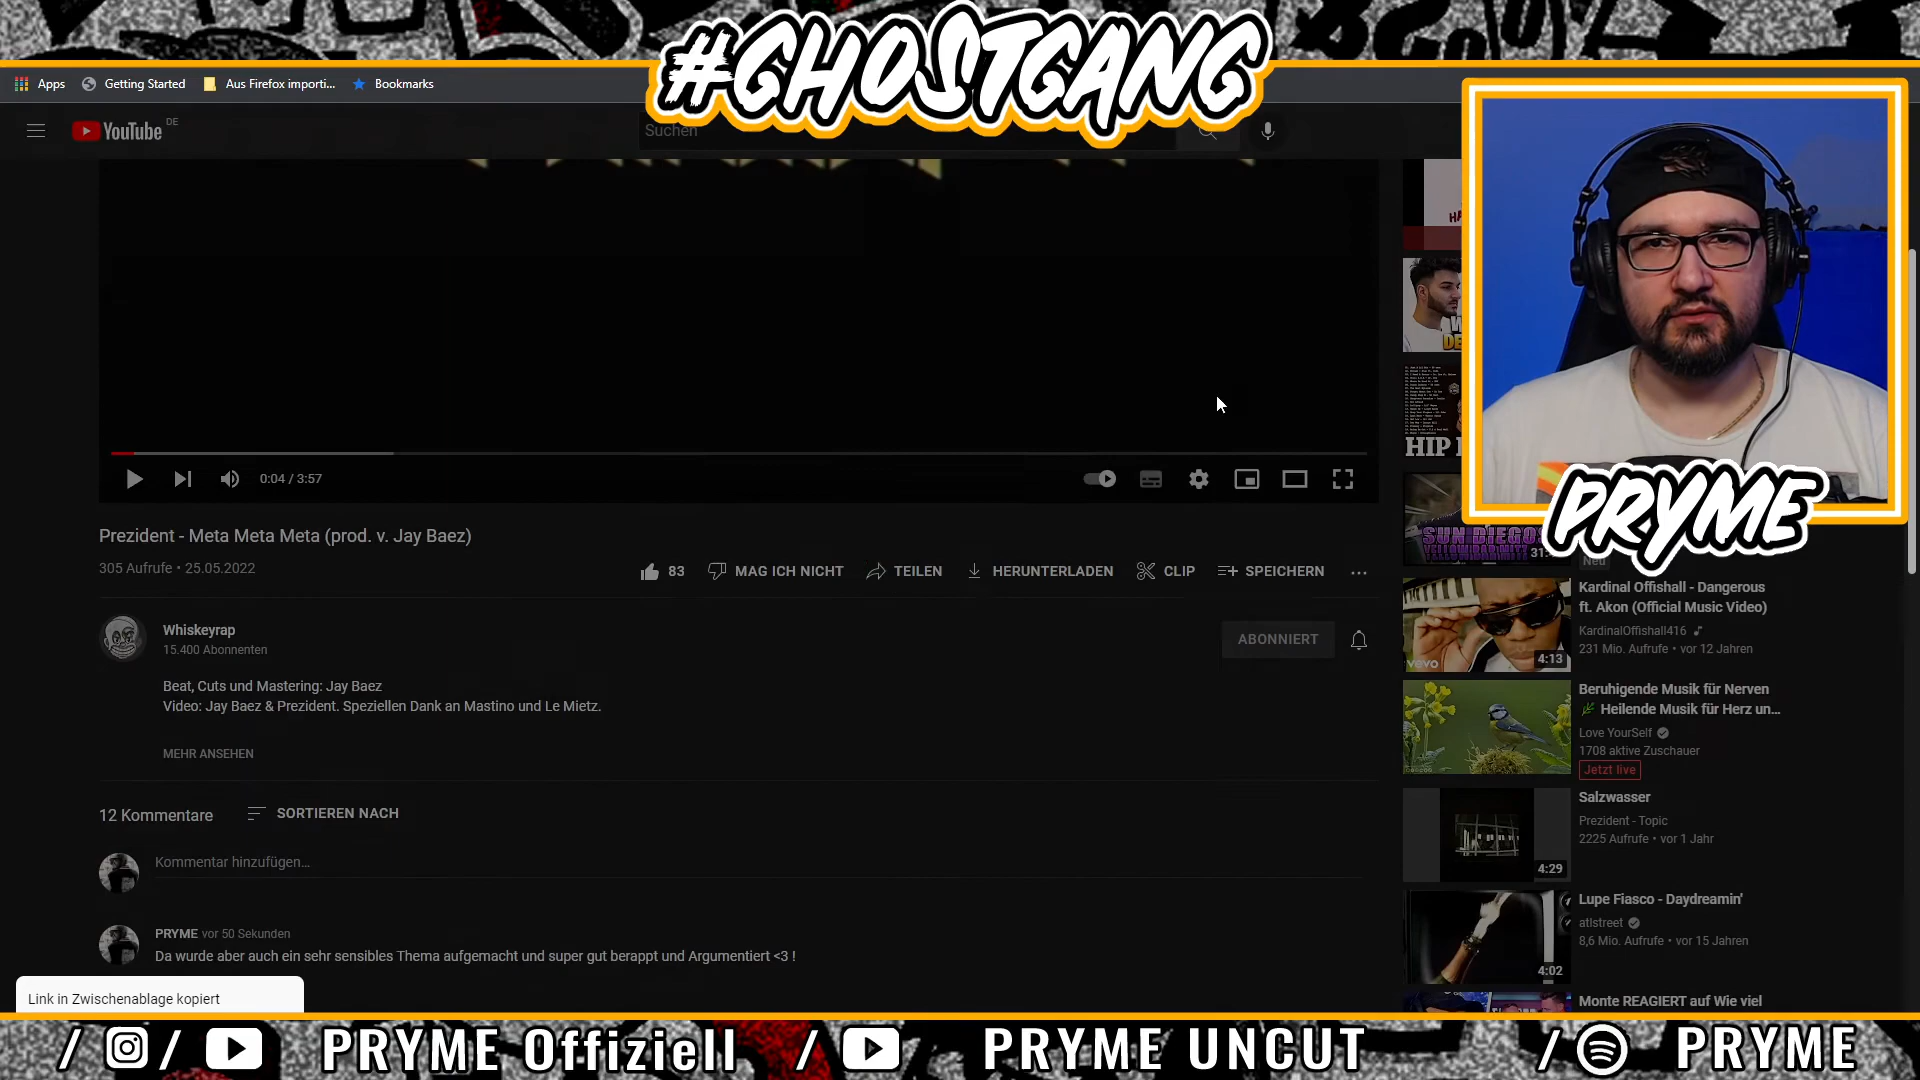 #GHOSTGANG
Apps
Getting Started
Aus Firefox importi...
Bookmarks
YouTube
DE
Suchen
0:04 / 3:57
Prezident - Meta Meta Meta (prod. v. Jay Baez)
305 Aufrufe • 25.05.2022
83
MAG ICH NICHT
TEILEN
HERUNTERLADEN
CLIP
SPEICHERN
Whiskeyrap
15.400 Abonnenten
ABONNIERT
Beat, Cuts und Mastering: Jay Baez
Video: Jay Baez & Prezident. Speziellen Dank an Mastino und Le Mietz.
MEHR ANSEHEN
12 Kommentare
SORTIEREN NACH
Kommentar hinzufügen...
PRYME vor 50 Sekunden
Da wurde aber auch ein sehr sensibles Thema aufgemacht und super gut berappt und Argumentiert <3 !
Link in Zwischenablage kopiert
PRYME
SUN DIEGO
Neu
Kardinal Offishall - Dangerous
ft. Akon (Official Music Video)
KardinalOffishall416
231 Mio. Aufrufe • vor 12 Jahren
vevo
4:13
Beruhigende Musik für Nerven
Heilende Musik für Herz un...
Love YourSelf
1708 aktive Zuschauer
Jetzt live
Salzwasser
Prezident - Topic
2225 Aufrufe • vor 1 Jahr
4:29
Lupe Fiasco - Daydreamin'
atlstreet
8,6 Mio. Aufrufe • vor 15 Jahren
4:02
Monte REAGIERT auf Wie viel
/ / PRYME Offiziell / PRYME UNCUT / PRYME